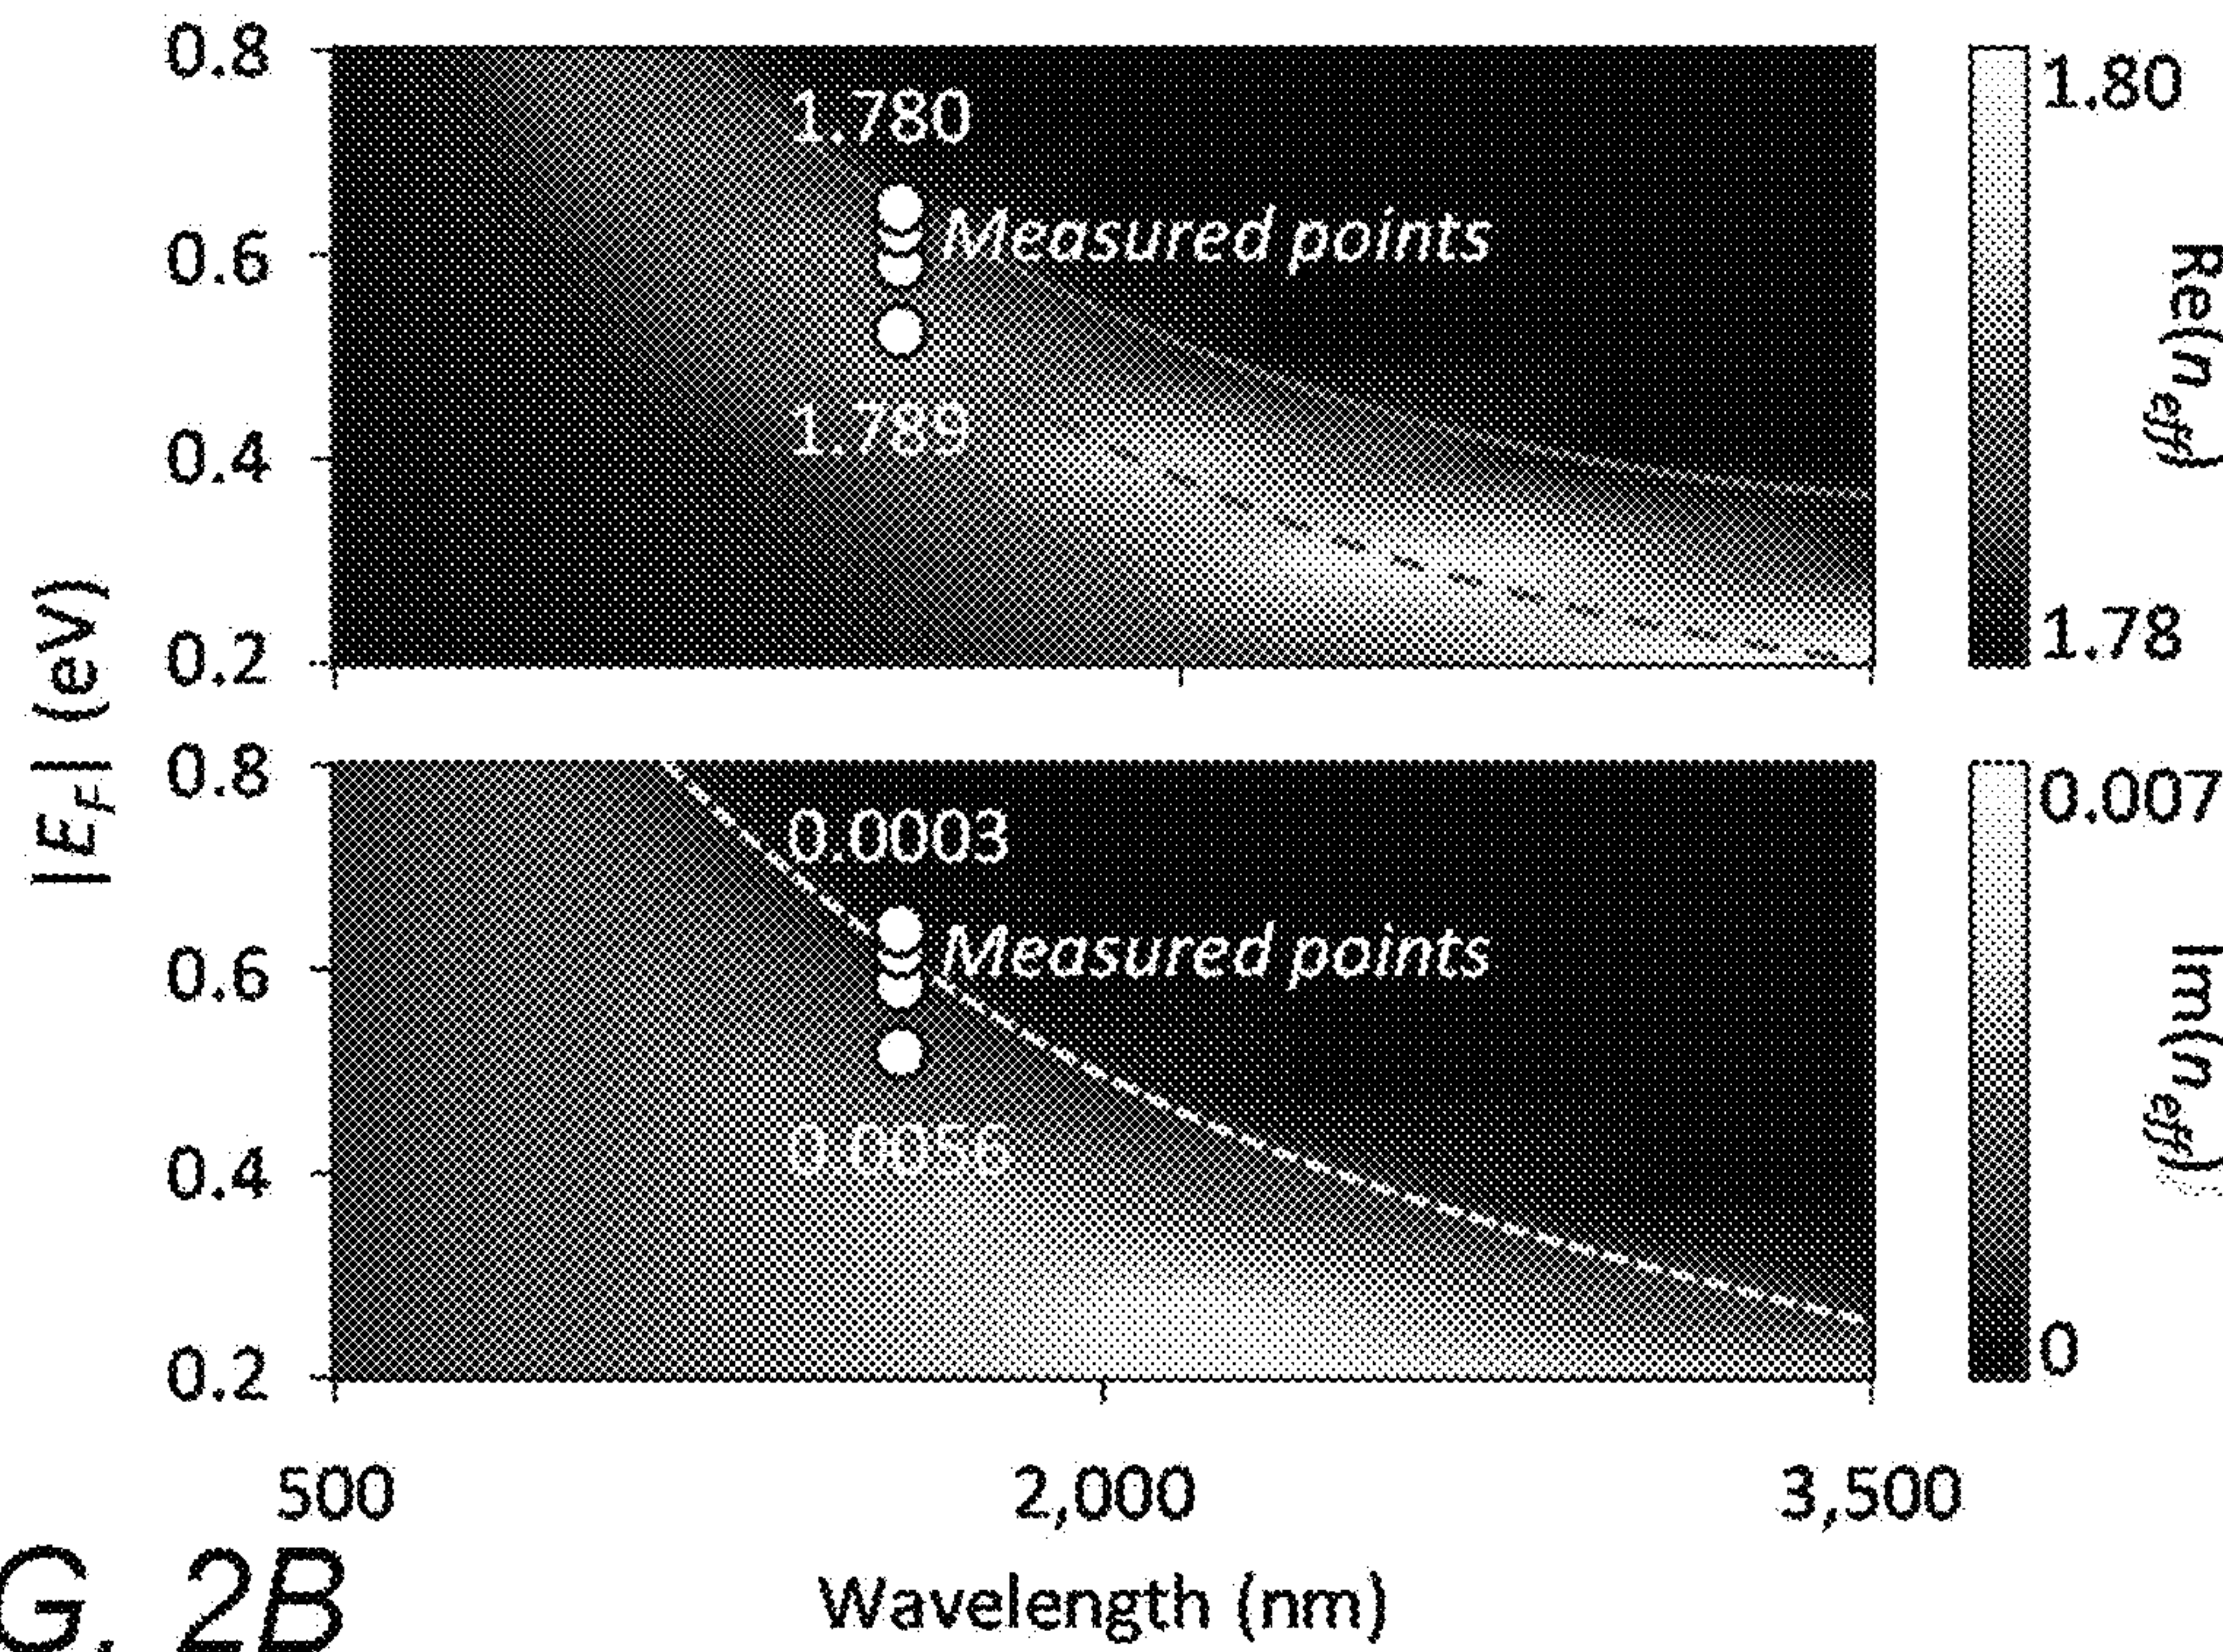 0.8
1.780
Measured points
0.6
1.789
0.4
0.2
1.80
1.78
Re(n_eff)
|E_F| (eV)
0.8
0.0003
Measured points
0.6
0.0056
0.4
0.2
0.007
0
Im(n_eff)
500
2,000
3,500
Wavelength (nm)
G. 2B